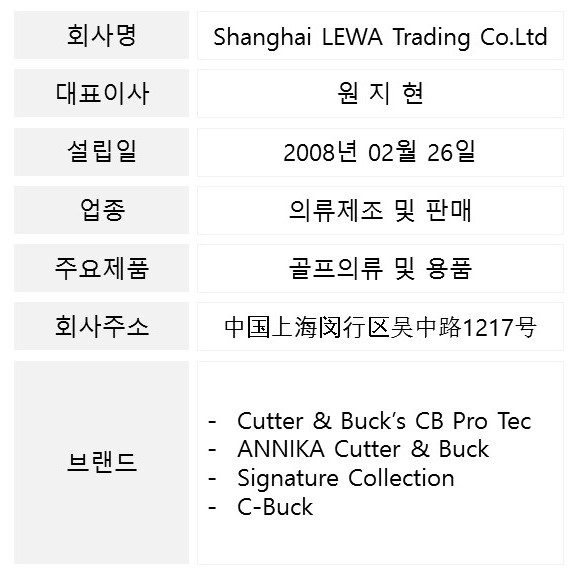 회사명 Shanghai LEWA Trading Co.Ltd
대표이사 원 지 현
설립일 2008년 02월 26일
업종 의류제조 및 판매
주요제품 골프의류 및 용품
회사주소 中国上海闵行区吴中路1217号
브랜드
- Cutter & Buck’s CB Pro Tec
- ANNIKA Cutter & Buck
- Signature Collection
- C-Buck